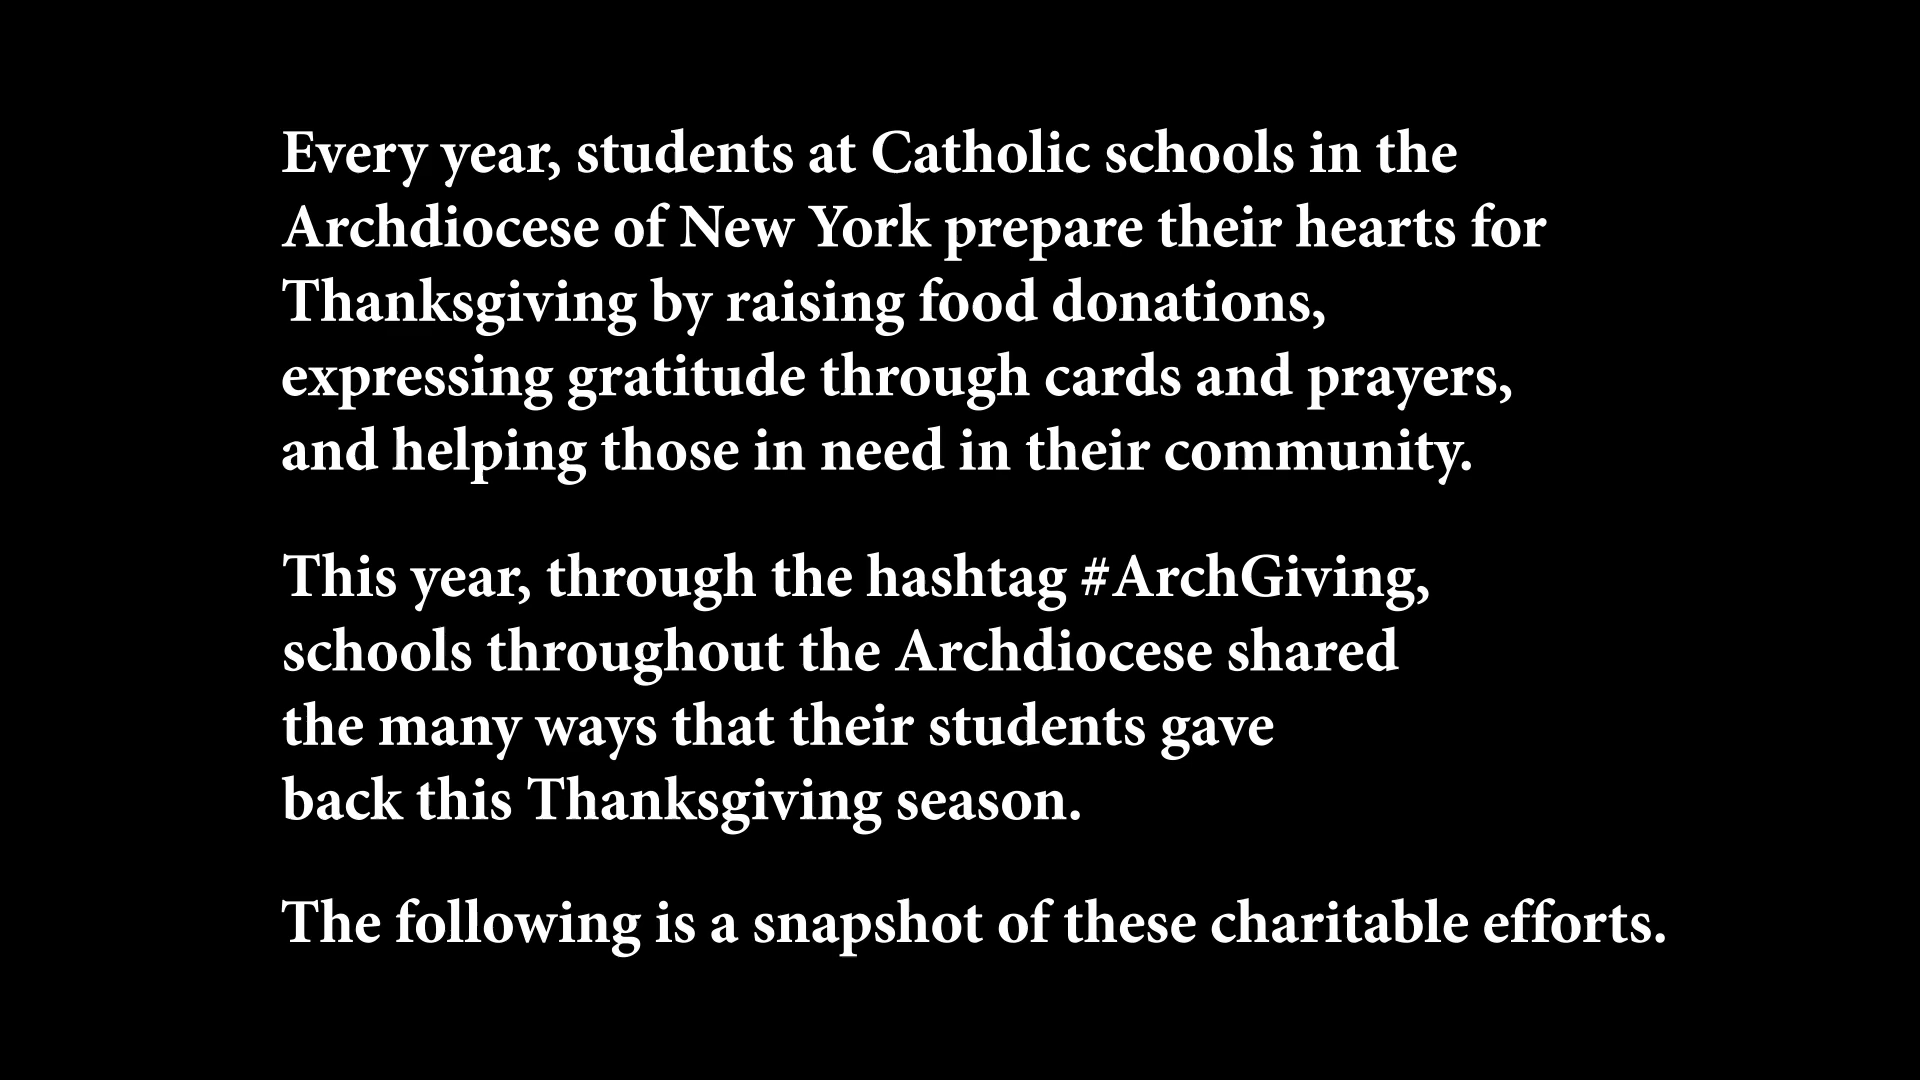 Every year, students at Catholic schools in the
Archdiocese of New York prepare their hearts for
Thanksgiving by raising food donations,
expressing gratitude through cards and prayers,
and helping those in need in their community.
This year, through the hashtag #ArchGiving,
schools throughout the Archdiocese shared
the many ways that their students gave
back this Thanksgiving season.
The following is a snapshot of these charitable efforts.